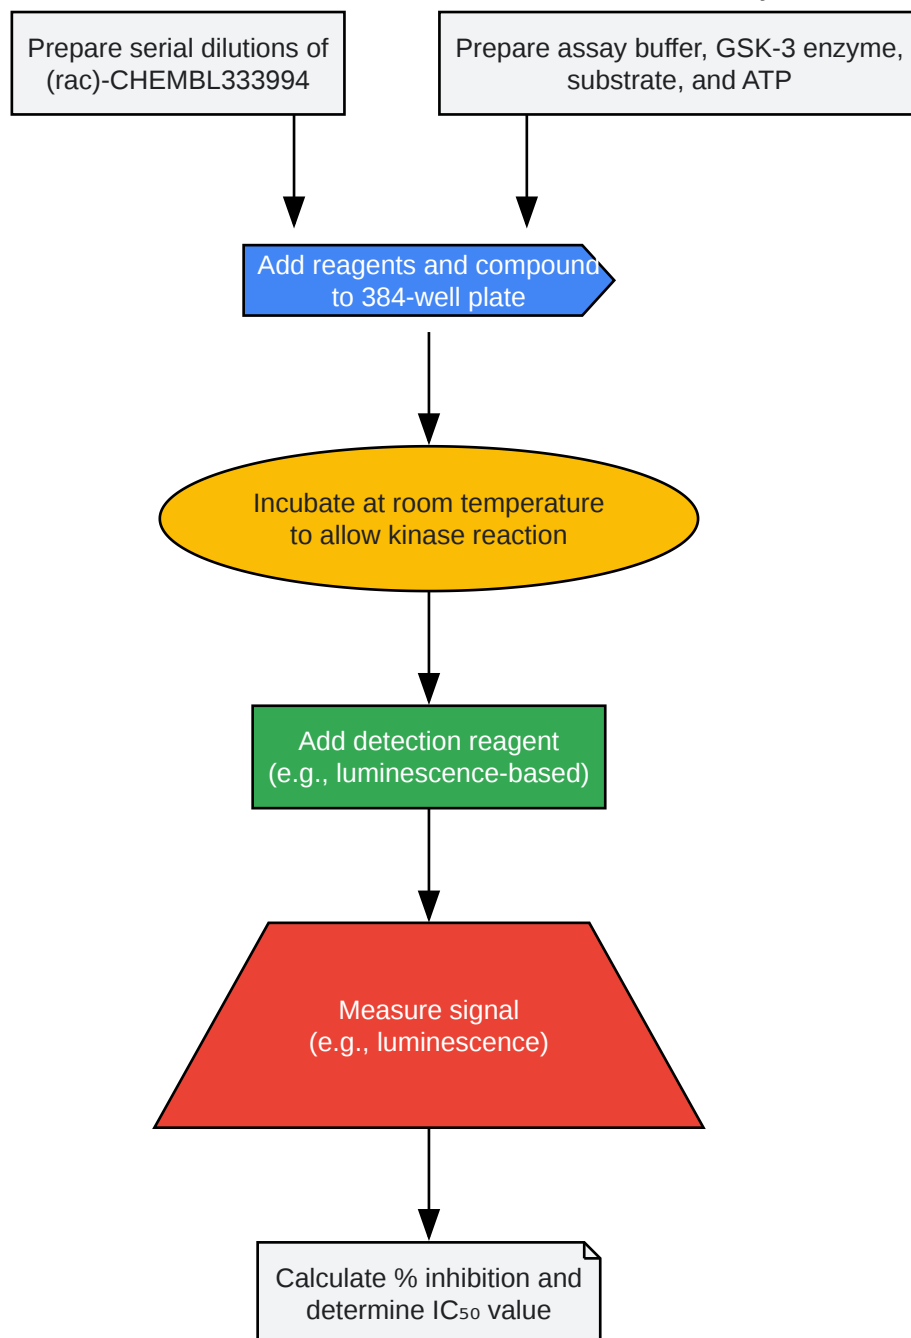 Prepare serial dilutions of
(rac)-CHEMBL333994
Prepare assay buffer, GSK-3 enzyme,
substrate, and ATP
Add reagents and compound
to 384-well plate
Incubate at room temperature
to allow kinase reaction
Add detection reagent
(e.g., luminescence-based)
Measure signal
(e.g., luminescence)
Calculate % inhibition and
determine IC₅₀ value